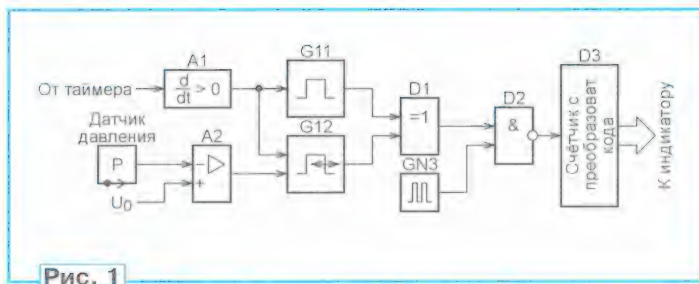 От таймера
A1
d
dt > 0
Датчик
давления
P
U0
A2
− ▷
+
G11
G12
D1
=1
GN3
D2
&
D3
Счётчик с
преобразоват
кода
К индикатору
Рис. 1